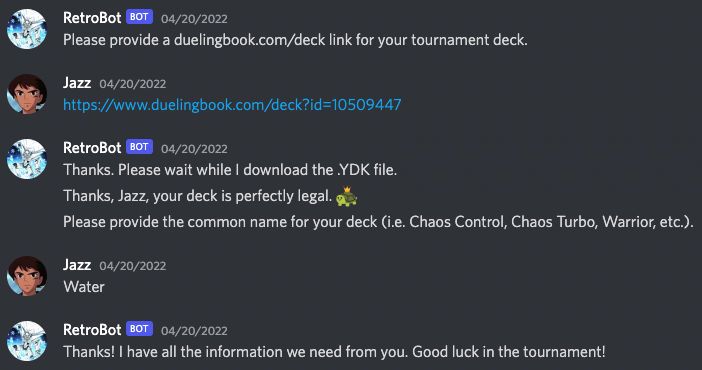 RetroBot BOT 04/20/2022
Please provide a duelingbook.com/deck link for your tournament deck.
Jazz 04/20/2022
https://www.duelingbook.com/deck?id=10509447
RetroBot BOT 04/20/2022
Thanks. Please wait while I download the .YDK file.
Thanks, Jazz, your deck is perfectly legal.
Please provide the common name for your deck (i.e. Chaos Control, Chaos Turbo, Warrior, etc.).
Jazz 04/20/2022
Water
RetroBot BOT 04/20/2022
Thanks! I have all the information we need from you. Good luck in the tournament!